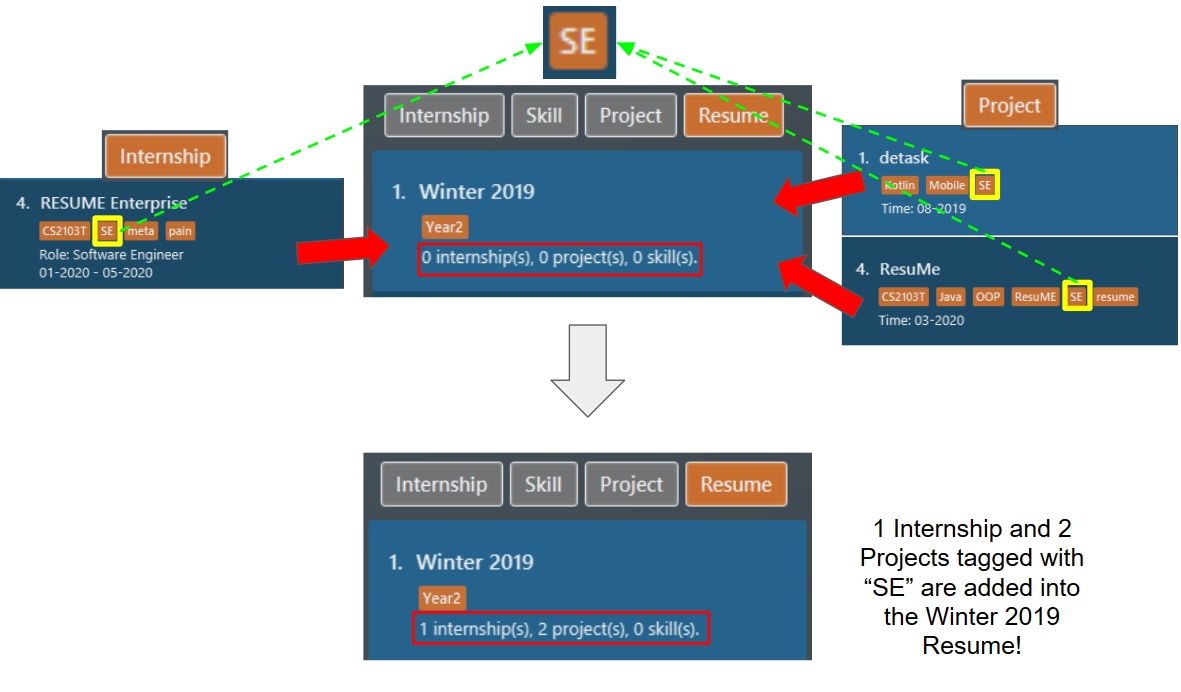 SE
Internship Skill Project Resume
1. Winter 2019
Year2
0 internship(s), 0 project(s), 0 skill(s).
Internship
4. RESUME Enterprise
CS2103T SE meta pain
Role: Software Engineer
01-2020 - 05-2020
Project
1. detask
Kotlin Mobile SE
Time: 08-2019
4. ResuMe
CS2103T Java OOP ResuME SE resume
Time: 03-2020
Internship Skill Project Resume
1. Winter 2019
Year2
1 internship(s), 2 project(s), 0 skill(s).
1 Internship and 2
Projects tagged with
“SE” are added into
the Winter 2019
Resume!